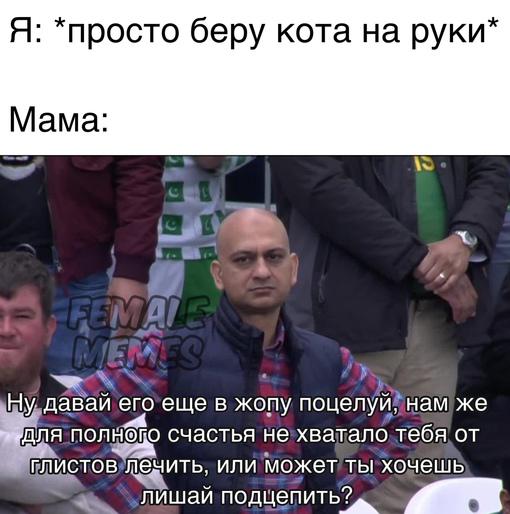 Я: *просто беру кота на руки*
Мама:
FEMALE
MEMES
Ну давай его еще в жопу поцелуй, нам же
для полного счастья не хватало тебя от
глистов лечить, или может ты хочешь
лишай подцепить?